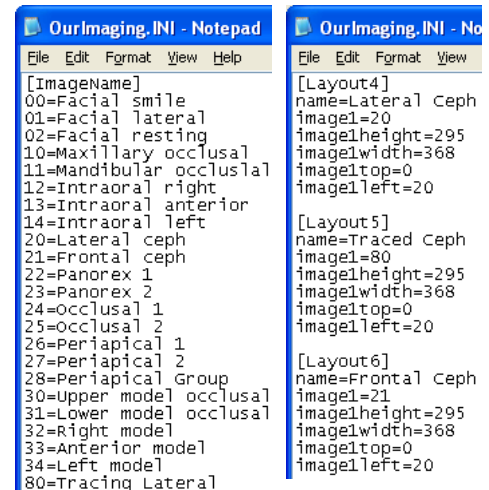 OurImaging.INI - Notepad
File Edit Format View Help
[ImageName]
00=Facial smile
01=Facial lateral
02=Facial resting
10=Maxillary occlusal
11=Mandibular occluslal
12=Intraoral right
13=Intraoral anterior
14=Intraoral left
20=Lateral ceph
21=Frontal ceph
22=Panorex 1
23=Panorex 2
24=Occlusal 1
25=Occlusal 2
26=Periapical 1
27=Periapical 2
28=Periapical Group
30=Upper model occlusal
31=Lower model occlusal
32=Right model
33=Anterior model
34=Left model
80=Tracing Lateral
OurImaging.INI - No
File Edit Format View
[Layout4]
name=Lateral Ceph
image1=20
image1height=295
image1width=368
image1top=0
image1left=20
[Layout5]
name=Traced Ceph
image1=80
image1height=295
image1width=368
image1top=0
image1left=20
[Layout6]
name=Frontal Ceph
image1=21
image1height=295
image1width=368
image1top=0
image1left=20